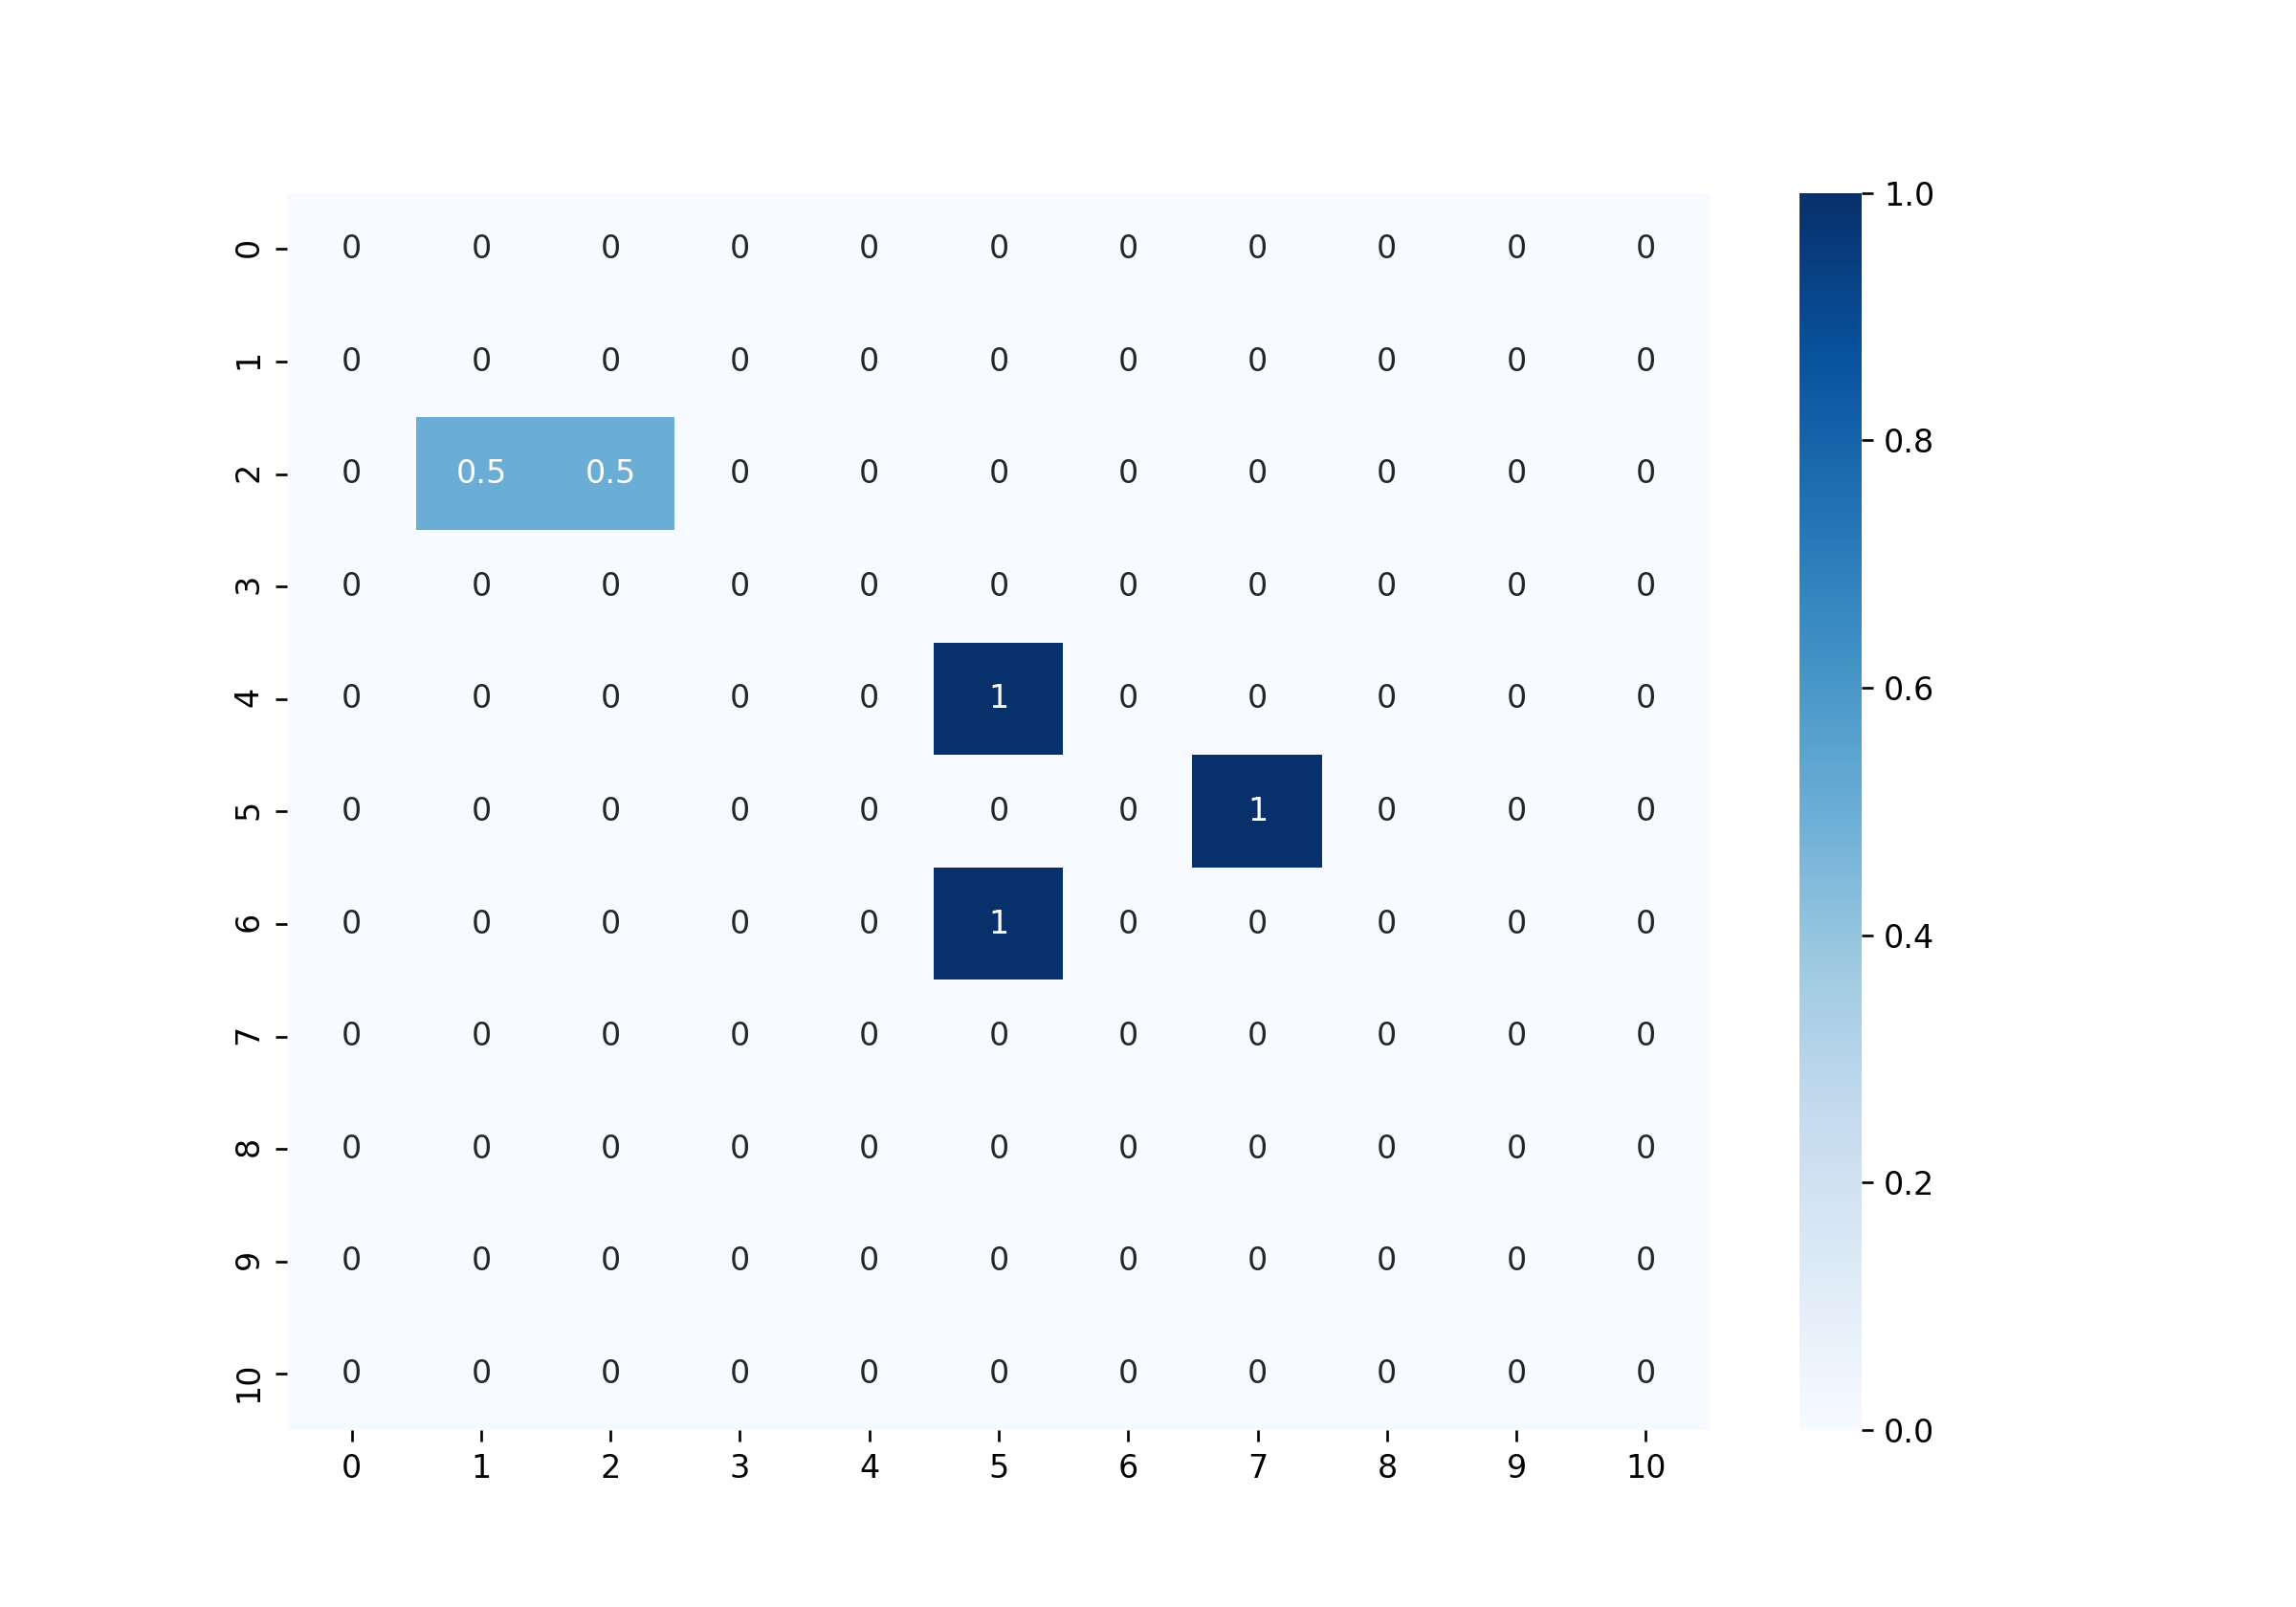 1.0
0 0 0 0 0 0 0 0 0 0 0 0
1 0 0 0 0 0 0 0 0 0 0 0
0.8
2 0 0.5 0.5 0 0 0 0 0 0 0 0
3 0 0 0 0 0 0 0 0 0 0 0
0.6
4 0 0 0 0 0 1 0 0 0 0 0
5 0 0 0 0 0 0 0 1 0 0 0
6 0 0 0 0 0 1 0 0 0 0 0
0.4
7 0 0 0 0 0 0 0 0 0 0 0
8 0 0 0 0 0 0 0 0 0 0 0
0.2
9 0 0 0 0 0 0 0 0 0 0 0
10 0 0 0 0 0 0 0 0 0 0 0
0.0
0 1 2 3 4 5 6 7 8 9 10